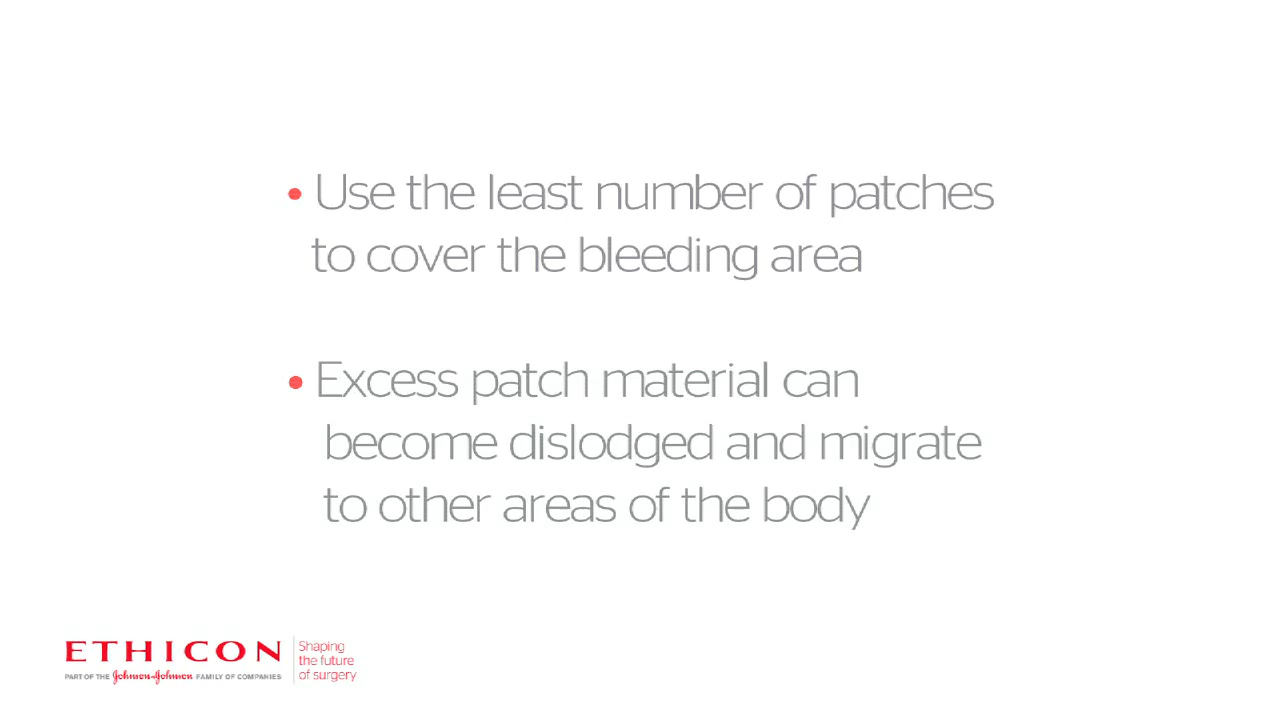 • Use the least number of patches
to cover the bleeding area
• Excess patch material can
become dislodged and migrate
to other areas of the body
ETHICON
PART OF THE Johnson & Johnson FAMILY OF COMPANIES
Shaping
the future
of surgery